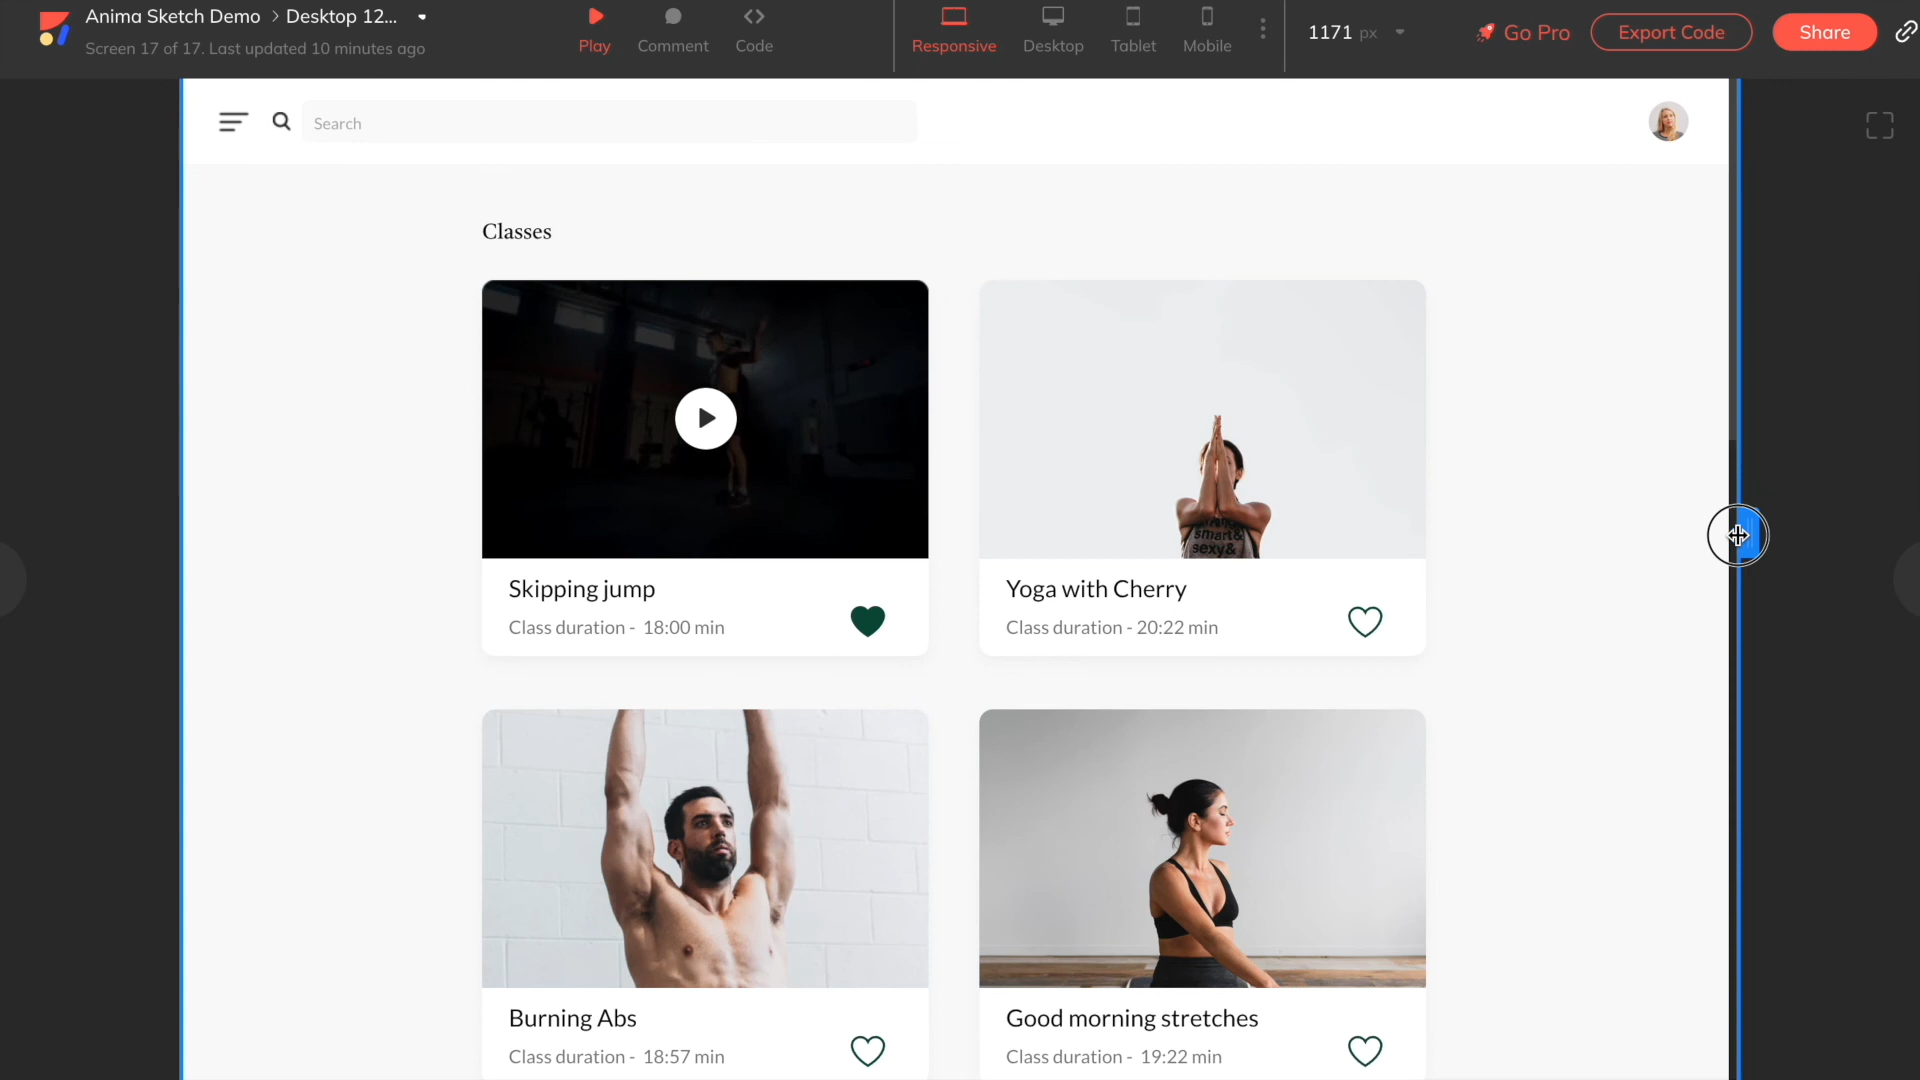 Anima Sketch Demo > Desktop 12...
Screen 17 of 17. Last updated 10 minutes ago
Play
Comment
Code
Responsive
Desktop
Tablet
Mobile
1171 px
Go Pro
Export Code
Share
Search
Classes
smart&
sexy&
Skipping jump
Class duration - 18:00 min
Yoga with Cherry
Class duration - 20:22 min
Burning Abs
Class duration - 18:57 min
Good morning stretches
Class duration - 19:22 min